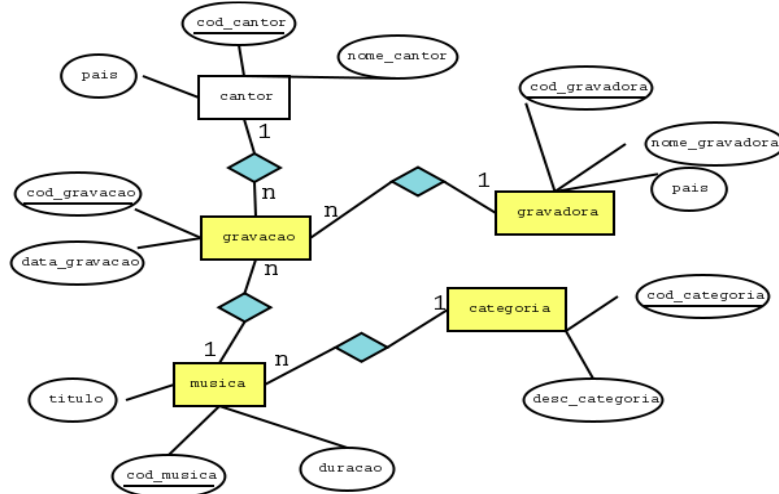 cod_cantor
nome_cantor
pais
cantor
cod_gravadora
1
nome_gravadora
cod_gravacao
1
pais
n
n
gravadora
gravacao
data_gravacao
n
cod_categoria
1
categoria
1
n
musica
titulo
desc_categoria
duracao
cod_musica